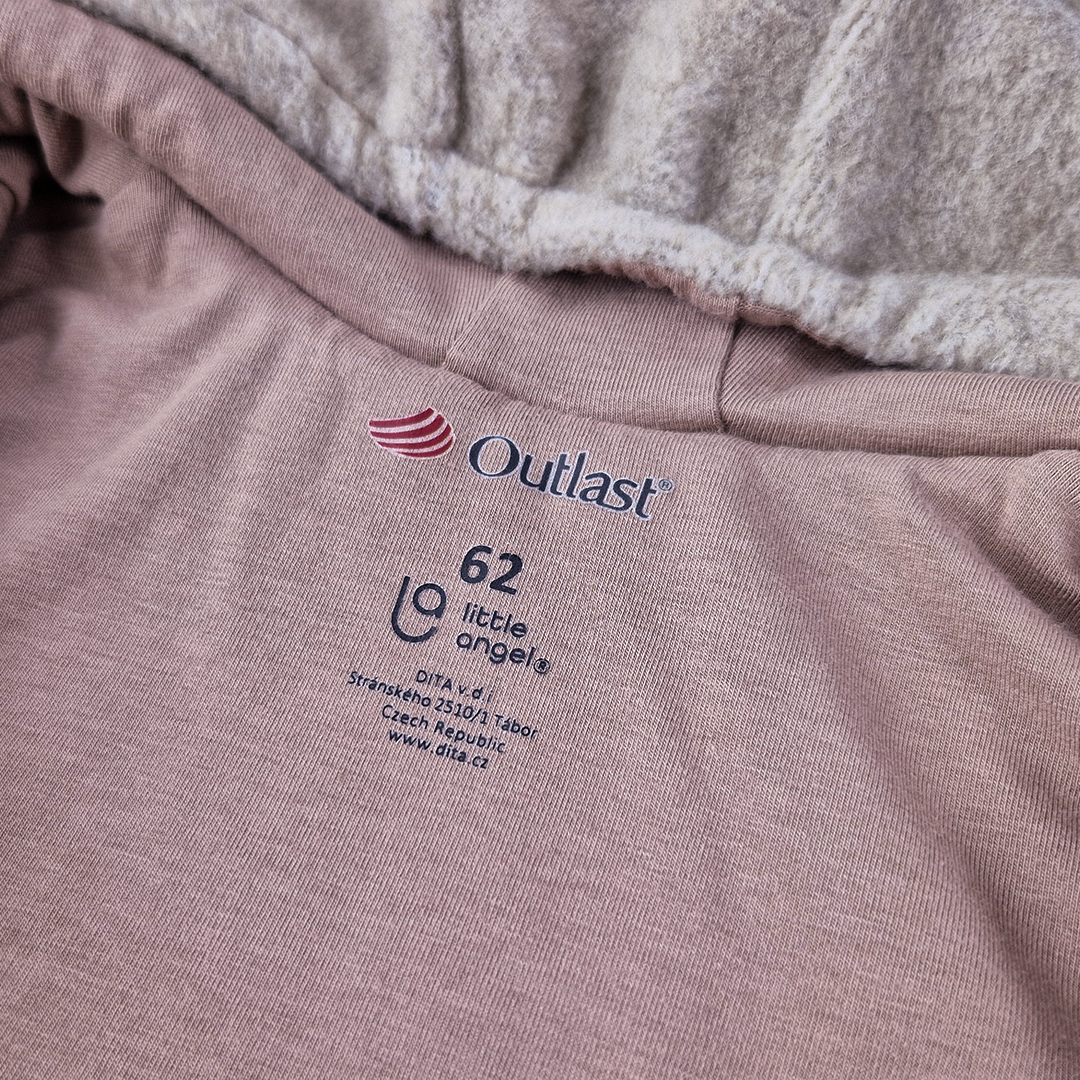 Outlast®
62
little
angel®
DITA v.d.i
Stránského 2510/1 Tábor
Czech Republic
www.dita.cz